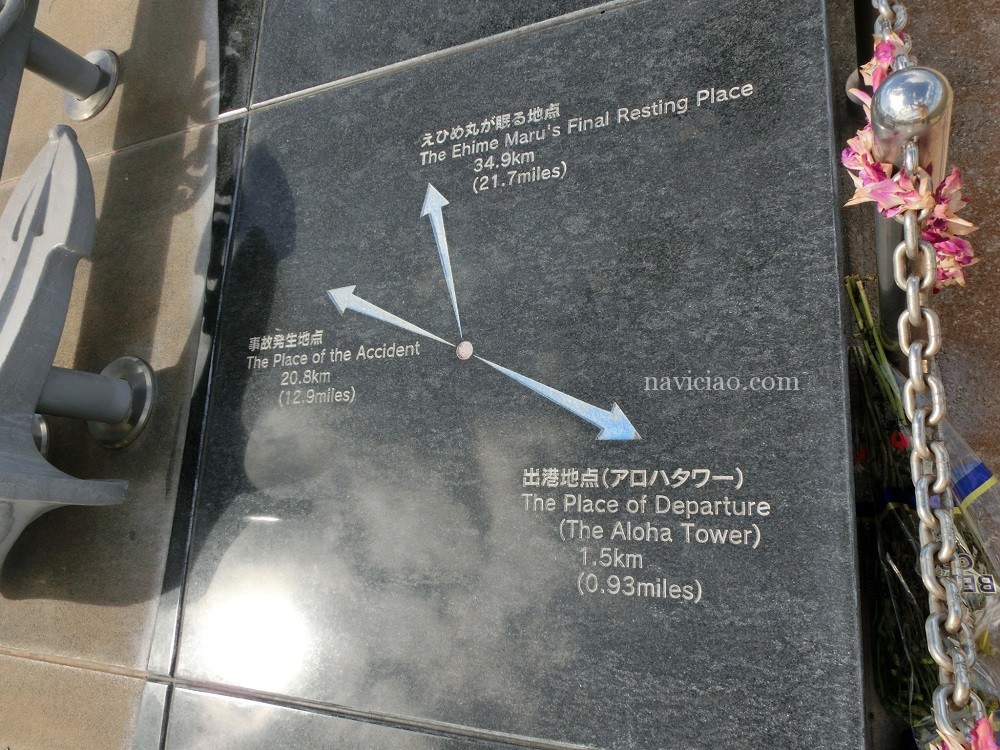 えひめ丸が眠る地点
The Ehime Maru's Final Resting Place
34.9km
(21.7miles)
事故発生地点
The Place of the Accident
20.8km
(12.9miles)
naviciao.com
出港地点(アロハタワー)
The Place of Departure
(The Aloha Tower)
1.5km
(0.93miles)